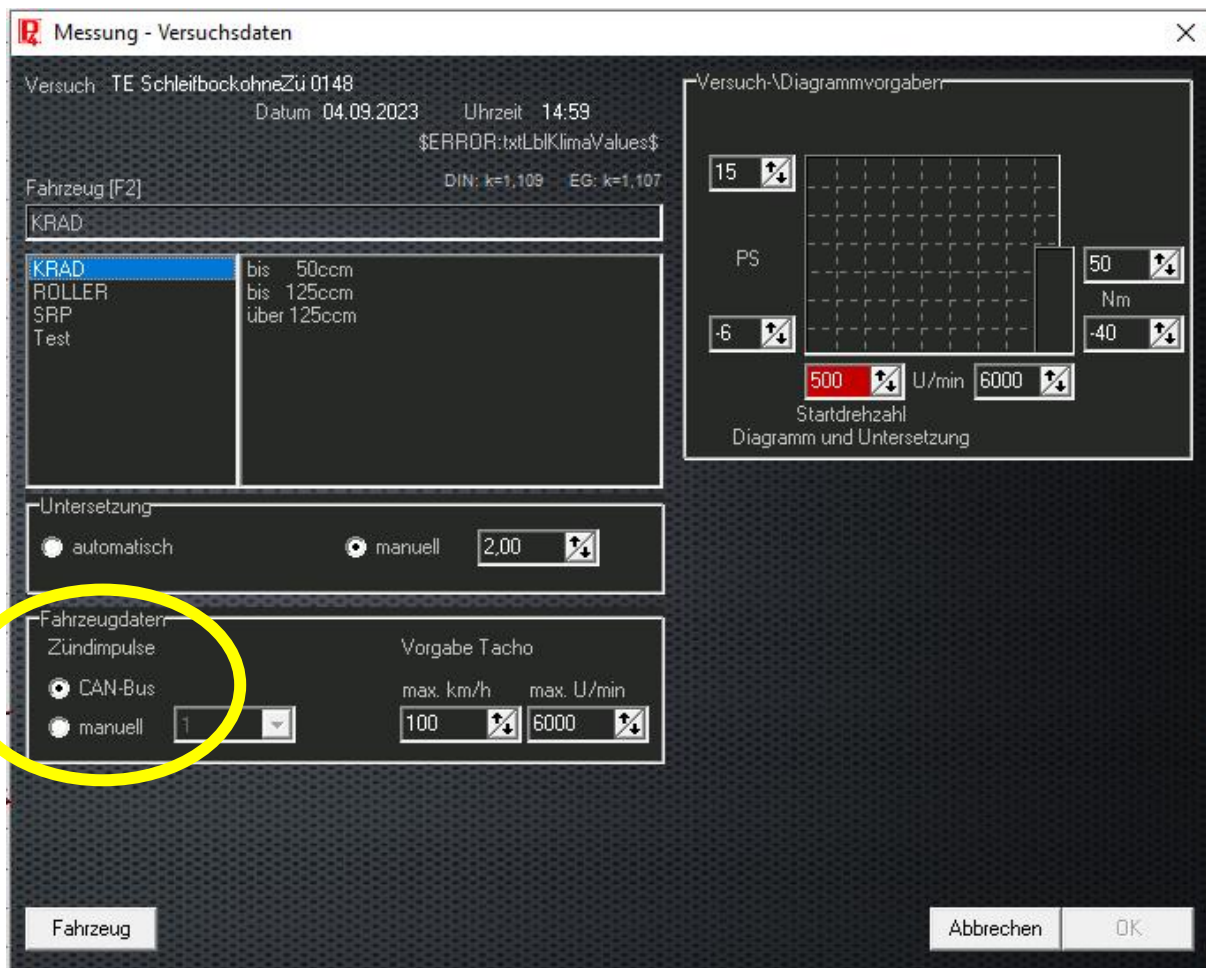 Messung - Versuchsdaten
Versuch TE SchleifbockohneZü 0148
Datum 04.09.2023 Uhrzeit 14:59
$ERROR:txtLblKlimaValues$
DIN: k=1,109 EG: k=1,107
Fahrzeug [F2]
KRAD
KRAD
ROLLER
SRP
Test
bis 50ccm
bis 125ccm
über 125ccm
Untersetzung
automatisch manuell 2,00
Fahrzeugdaten
Zündimpulse
CAN-Bus
manuell 1
Vorgabe Tacho
max. km/h max. U/min
100 6000
Versuch-\Diagrammvorgaben
15
PS
-6
50
Nm
-40
500 U/min 6000
Startdrehzahl
Diagramm und Untersetzung
Fahrzeug
Abbrechen OK